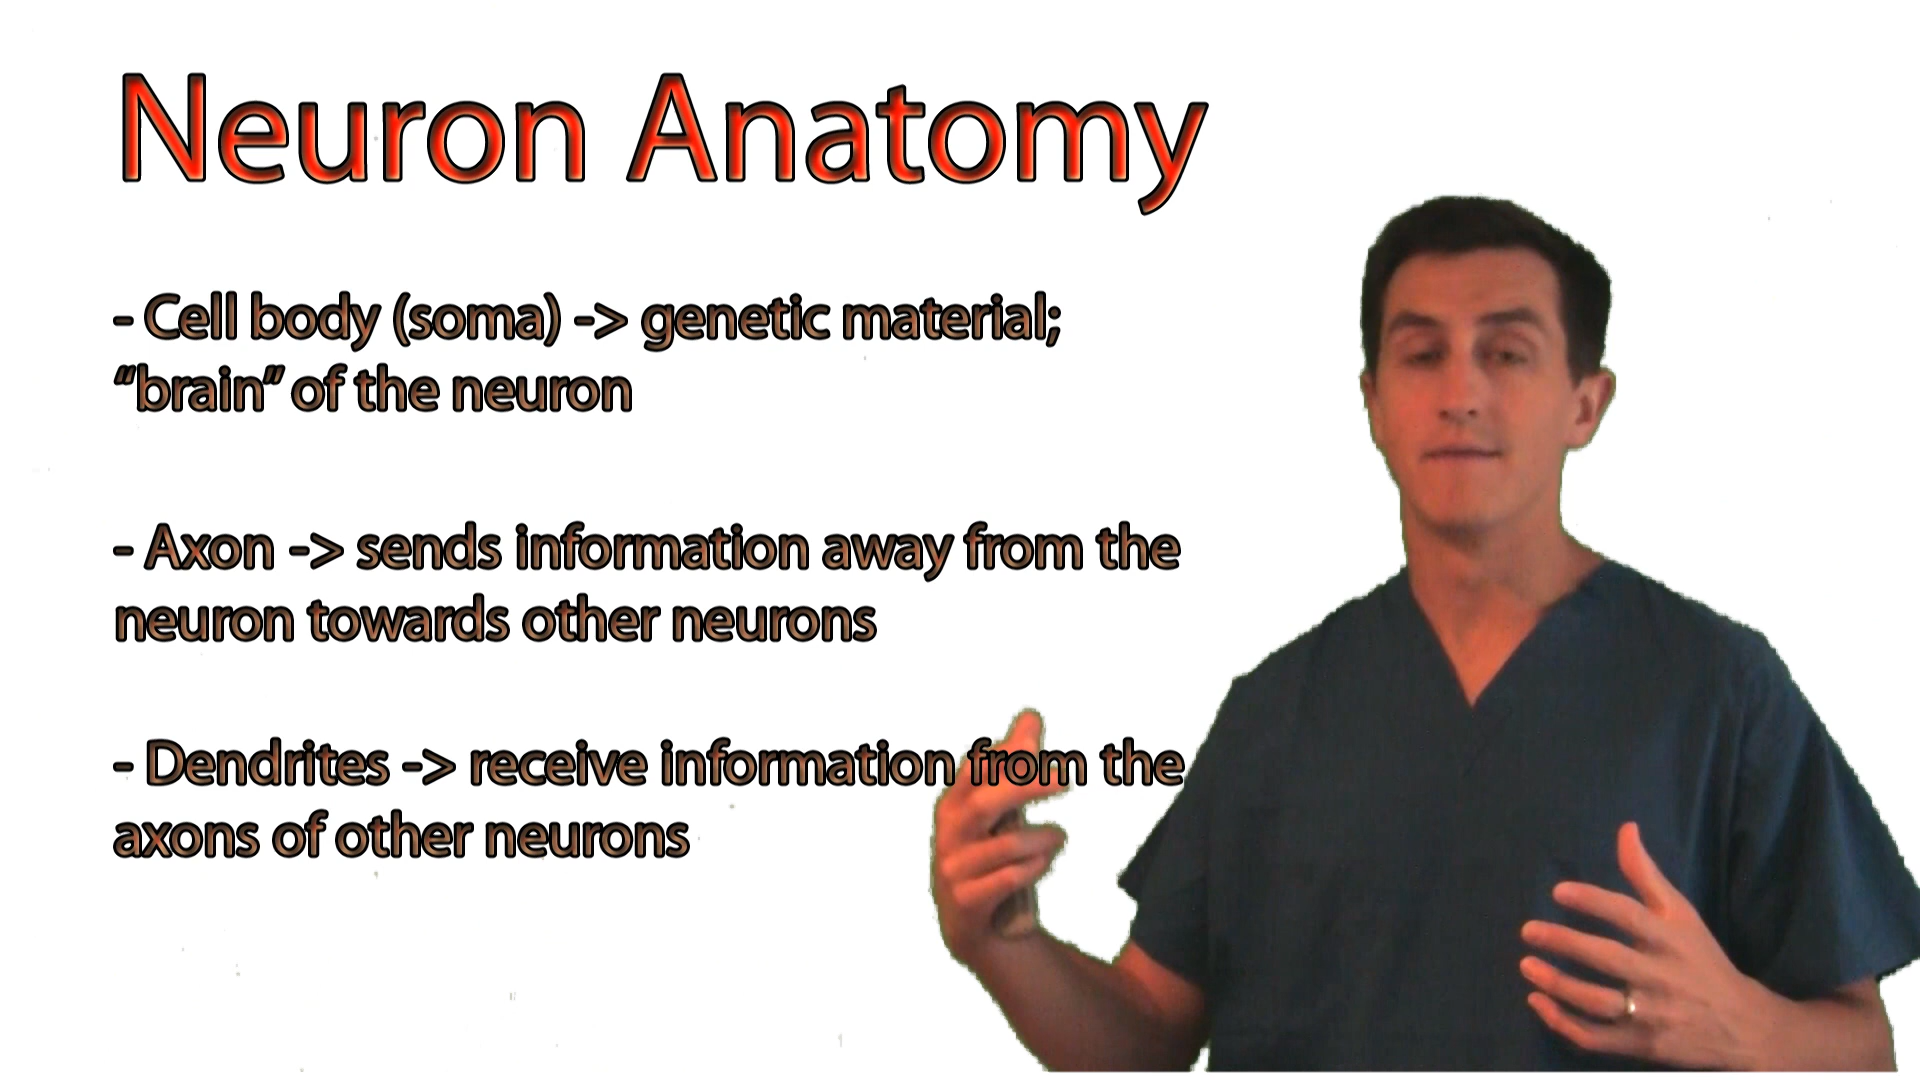 Neuron Anatomy
- Cell body (soma) -> genetic material;
“brain” of the neuron
- Axon -> sends information away from the
neuron towards other neurons
- Dendrites -> receive information from the
axons of other neurons